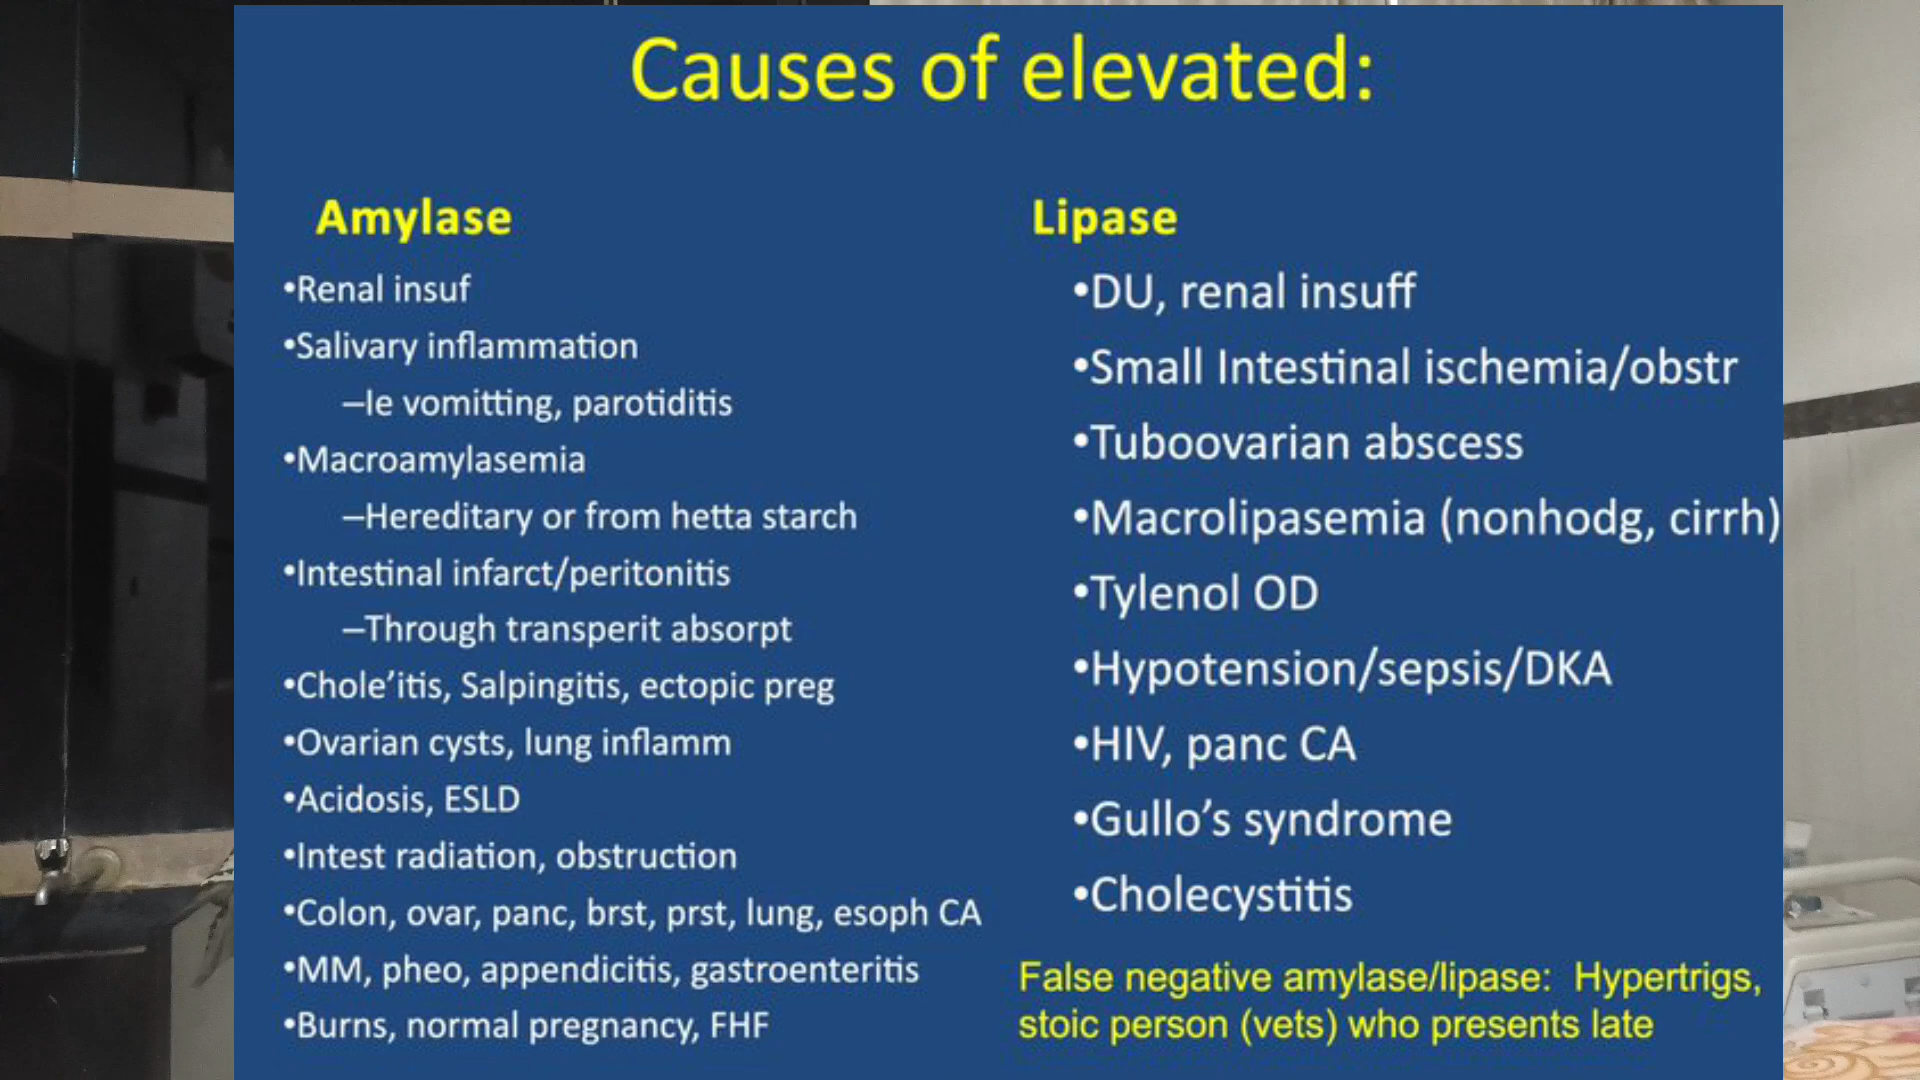 Causes of elevated:
Amylase
•Renal insuf
•Salivary inflammation
–Ie vomitting, parotiditis
•Macroamylasemia
–Hereditary or from hetta starch
•Intestinal infarct/peritonitis
–Through transperit absorpt
•Chole'itis, Salpingitis, ectopic preg
•Ovarian cysts, lung inflamm
•Acidosis, ESLD
•Intest radiation, obstruction
•Colon, ovar, panc, brst, prst, lung, esoph CA
•MM, pheo, appendicitis, gastroenteritis
•Burns, normal pregnancy, FHF
Lipase
•DU, renal insuff
•Small Intestinal ischemia/obstr
•Tuboovarian abscess
•Macrolipasemia (nonhodg, cirrh)
•Tylenol OD
•Hypotension/sepsis/DKA
•HIV, panc CA
•Gullo's syndrome
•Cholecystitis
False negative amylase/lipase: Hypertrigs,
stoic person (vets) who presents late